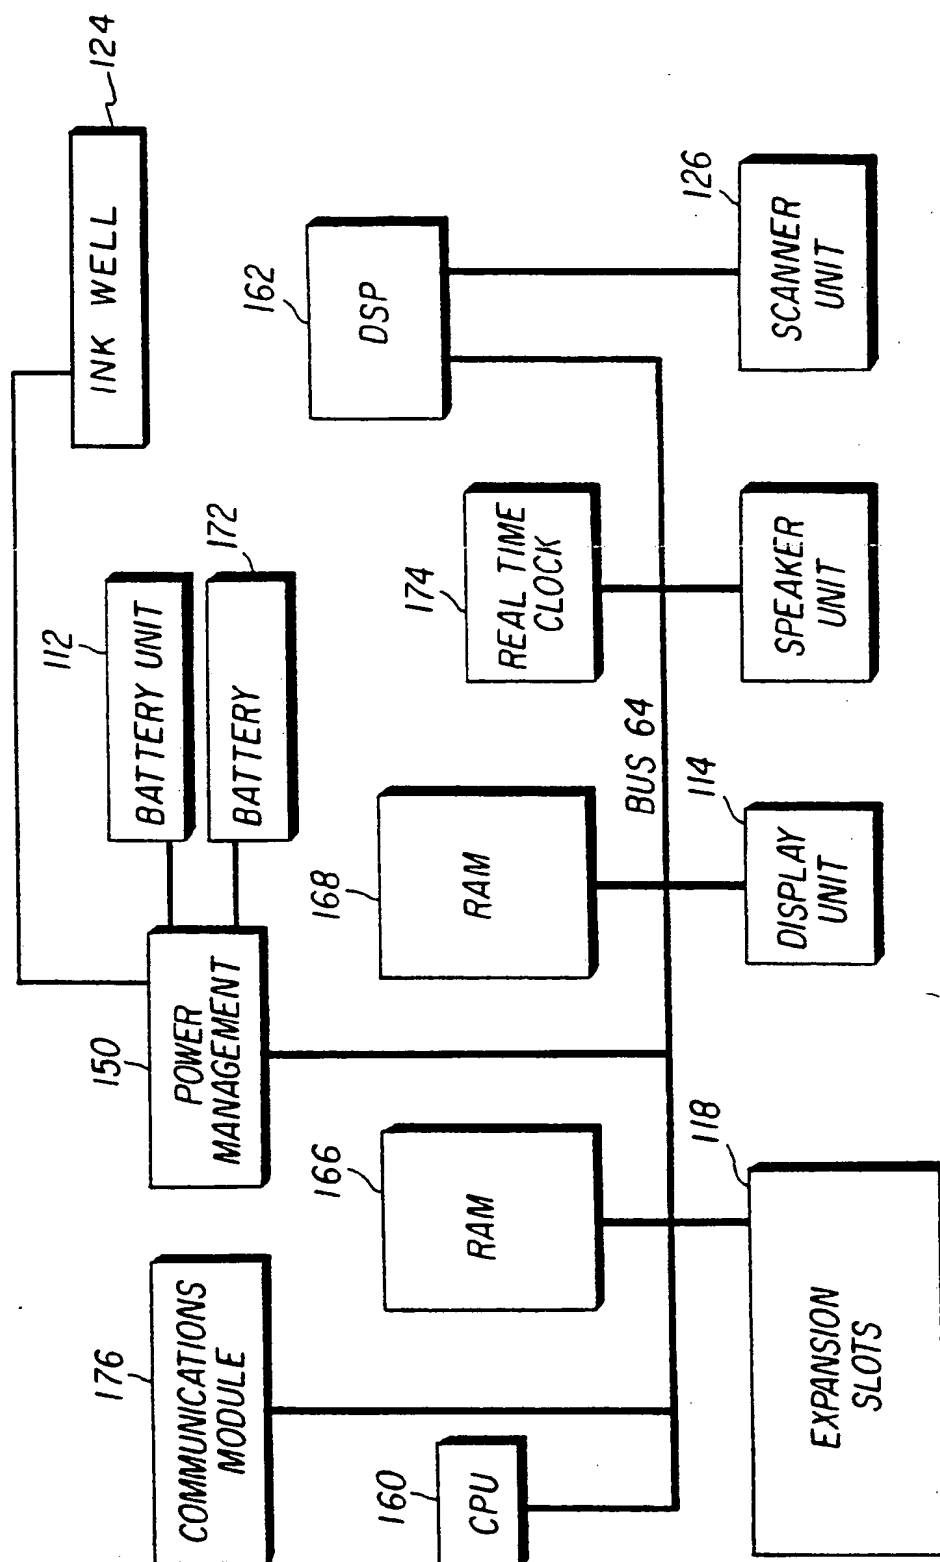 124
INK WELL
112
BATTERY UNIT
172
BATTERY
176
COMMUNICATIONS
MODULE
150
POWER
MANAGEMENT
162
DSP
160
CPU
166
RAM
168
RAM
174
REAL TIME
CLOCK
BUS 64
118
EXPANSION
SLOTS
114
DISPLAY
UNIT
SPEAKER
UNIT
126
SCANNER
UNIT